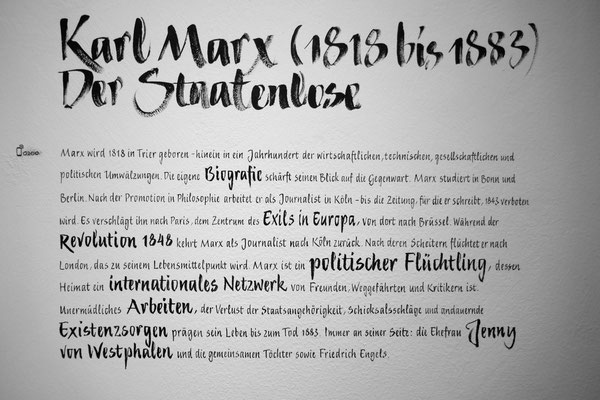 Karl Marx (1818 bis 1883)
Der Staatenlose
Marx wird 1818 in Trier geboren - hinein in ein Jahrhundert der wirtschaftlichen, technischen, gesellschaftlichen und
politischen Umwälzungen. Die eigene Biografie schärft seinen Blick auf die Gegenwart. Marx studiert in Bonn und
Berlin. Nach der Promotion in Philosophie arbeitet er als Journalist in Köln - bis die Zeitung, für die er schreibt, 1843 verboten
wird. Es verschlägt ihn nach Paris, dem Zentrum des Exils in Europa, von dort nach Brüssel. Während der
Revolution 1848 kehrt Marx als Journalist nach Köln zurück. Nach deren Scheitern flüchtet er nach
London, das zu seinem Lebensmittelpunkt wird. Marx ist ein politischer Flüchtling, dessen
Heimat ein internationales Netzwerk von Freunden, Weggefährten und Kritikern ist.
Unermüdliches Arbeiten, der Verlust der Staatsangehörigkeit, Schicksalsschläge und andauernde
Existenzsorgen prägen sein Leben bis zum Tod 1883. Immer an seiner Seite: die Ehefrau Jenny
von Westphalen und die gemeinsamen Töchter sowie Friedrich Engels.